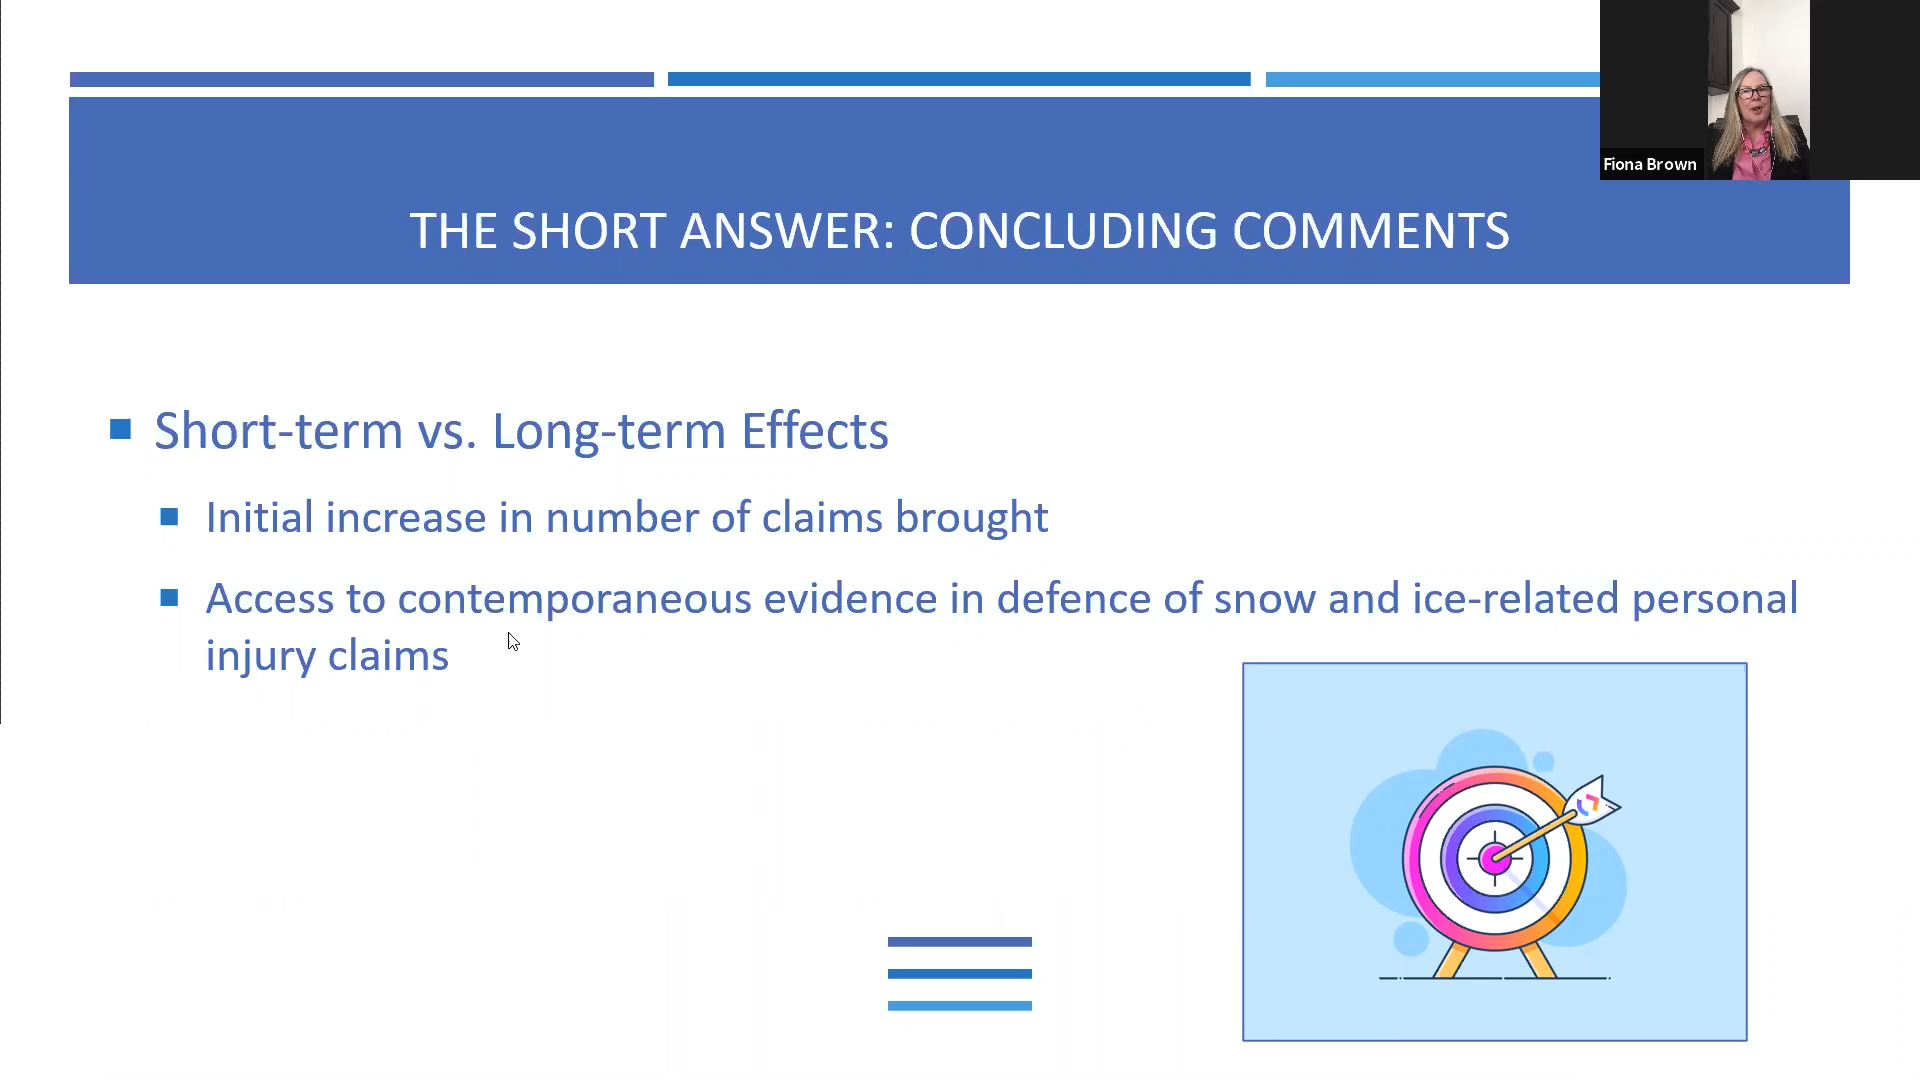 Fiona Brown
THE SHORT ANSWER: CONCLUDING COMMENTS
Short-term vs. Long-term Effects
Initial increase in number of claims brought
Access to contemporaneous evidence in defence of snow and ice-related personal
injury claims